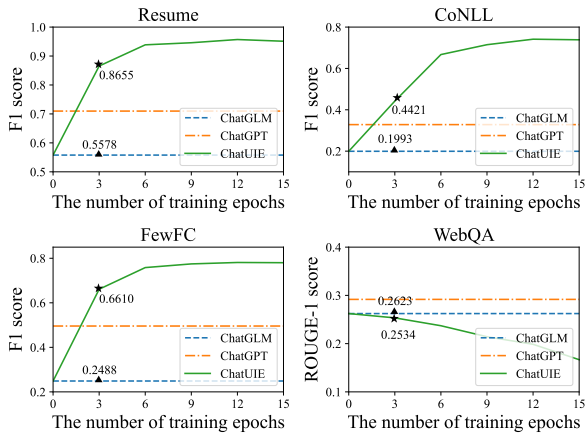 Resume
F1 score
1.0
0.9
0.8
0.7
0.6
0.5
0.8655
0.5578
ChatGLM
ChatGPT
ChatUIE
0 3 6 9 12 15
The number of training epochs
CoNLL
F1 score
0.8
0.6
0.4
0.2
0.4421
0.1993
ChatGLM
ChatGPT
ChatUIE
0 3 6 9 12 15
The number of training epochs
FewFC
F1 score
0.8
0.6
0.4
0.2
0.6610
0.2488
ChatGLM
ChatGPT
ChatUIE
0 3 6 9 12 15
The number of training epochs
WebQA
ROUGE-1 score
0.4
0.3
0.2
0.1
0.2623
0.2534
ChatGLM
ChatGPT
ChatUIE
0 3 6 9 12 15
The number of training epochs